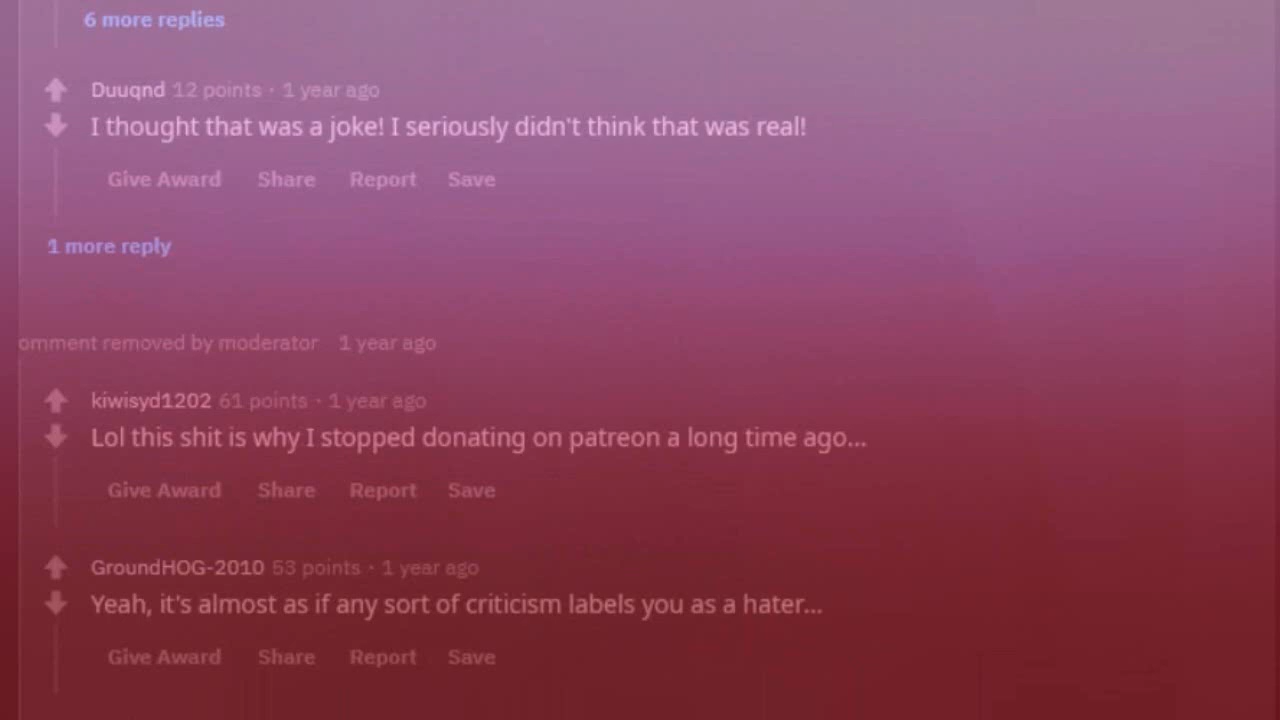 6 more replies
Duuqnd 12 points · 1 year ago
I thought that was a joke! I seriously didn't think that was real!
Give Award Share Report Save
1 more reply
omment removed by moderator 1 year ago
kiwisyd1202 61 points · 1 year ago
Lol this shit is why I stopped donating on patreon a long time ago...
Give Award Share Report Save
GroundHOG-2010 53 points · 1 year ago
Yeah, it's almost as if any sort of criticism labels you as a hater...
Give Award Share Report Save